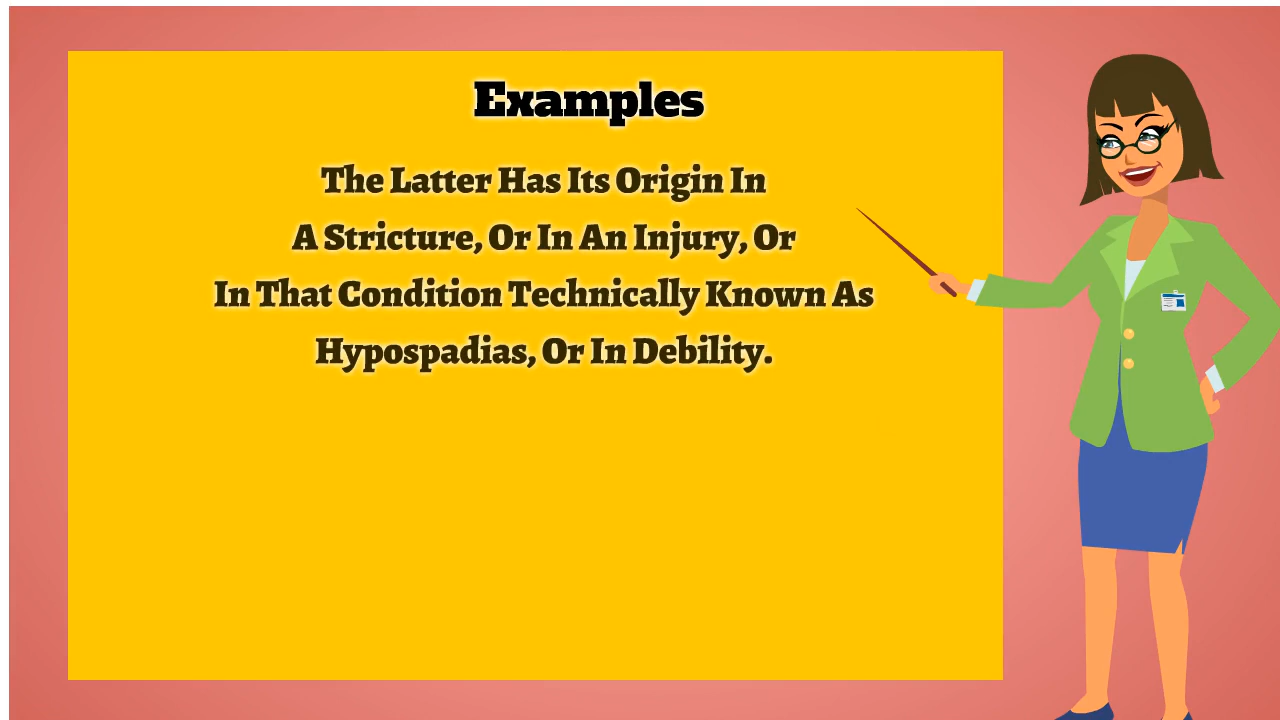 Examples
The Latter Has Its Origin In
A Stricture, Or In An Injury, Or
In That Condition Technically Known As
Hypospadias, Or In Debility.